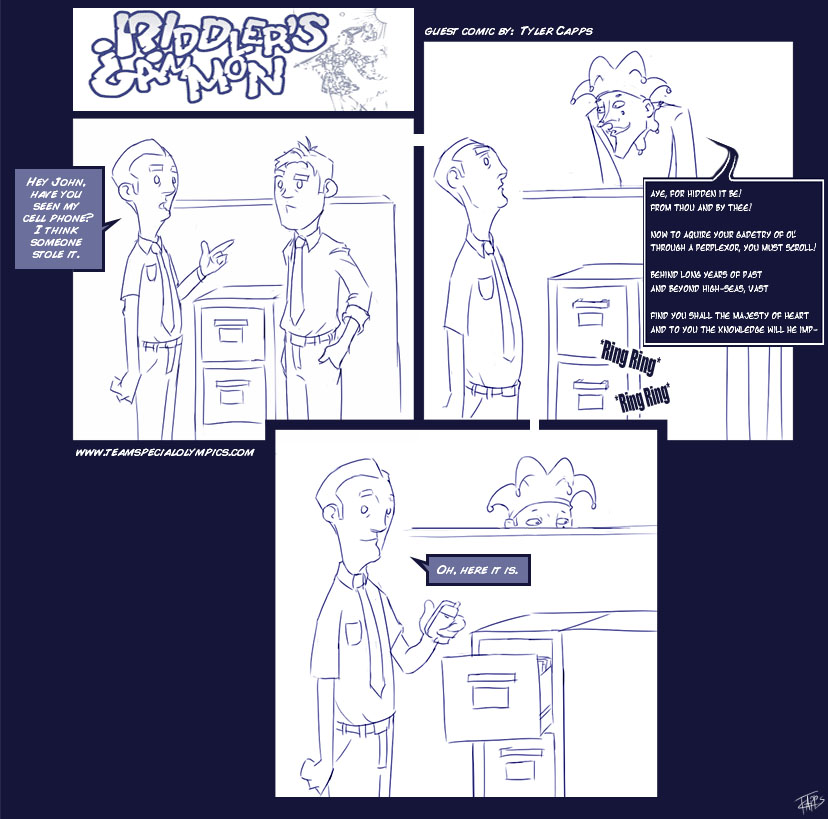 RIDDLER'S
GAMMON
GUEST COMIC BY: TYLER CAPPS
HEY JOHN,
HAVE YOU
SEEN MY
CELL PHONE?
I THINK
SOMEONE
STOLE IT.
AYE, FOR HIDDEN IT BE!
FROM THOU AND BY THEE!
NOW TO AQUIRE YOUR GADETRY OF OL'
THROUGH A PERPLEXOR, YOU MUST SCROLL!
BEHIND LONG YEARS OF PAST
AND BEYOND HIGH-SEAS, VAST
FIND YOU SHALL THE MAJESTY OF HEART
AND TO YOU THE KNOWLEDGE WILL HE IMP-
*Ring Ring*
*Ring Ring*
WWW.TEAMSPECIALOLYMPICS.COM
OH, HERE IT IS.
CAPPS